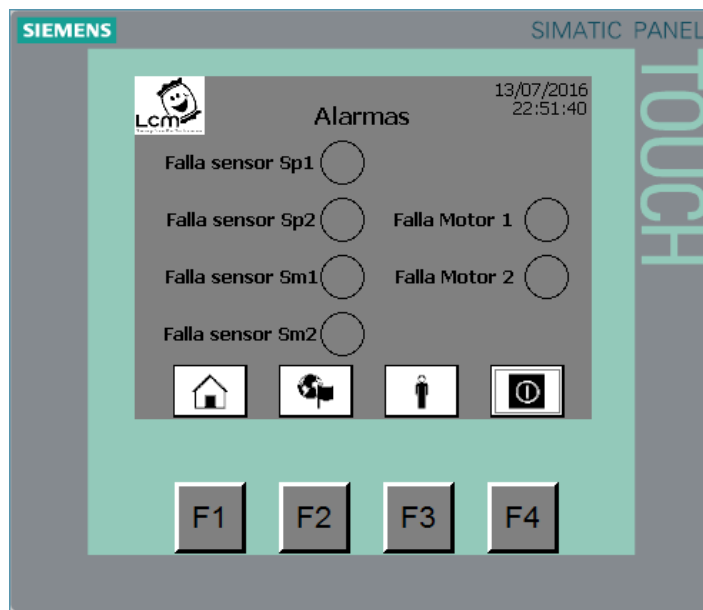 SIEMENS
SIMATIC PANEL
TOUCH
13/07/2016
22:51:40
Lcm
Alarmas
Falla sensor Sp1
Falla sensor Sp2
Falla Motor 1
Falla sensor Sm1
Falla Motor 2
Falla sensor Sm2
F1
F2
F3
F4